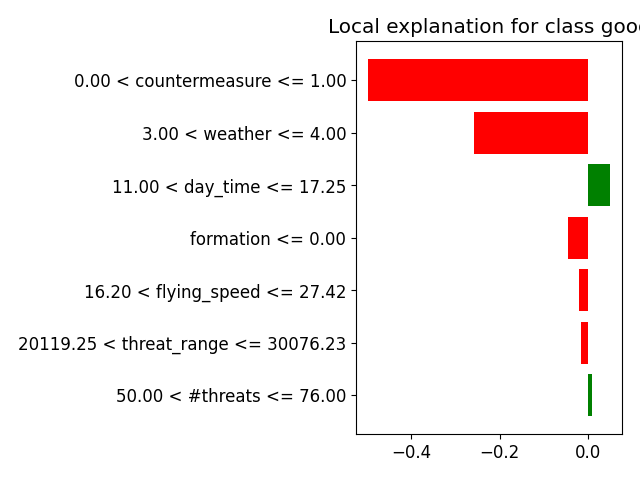 Local explanation for class good
0.00 < countermeasure <= 1.00
3.00 < weather <= 4.00
11.00 < day_time <= 17.25
formation <= 0.00
16.20 < flying_speed <= 27.42
20119.25 < threat_range <= 30076.23
50.00 < #threats <= 76.00
−0.4 −0.2 0.0